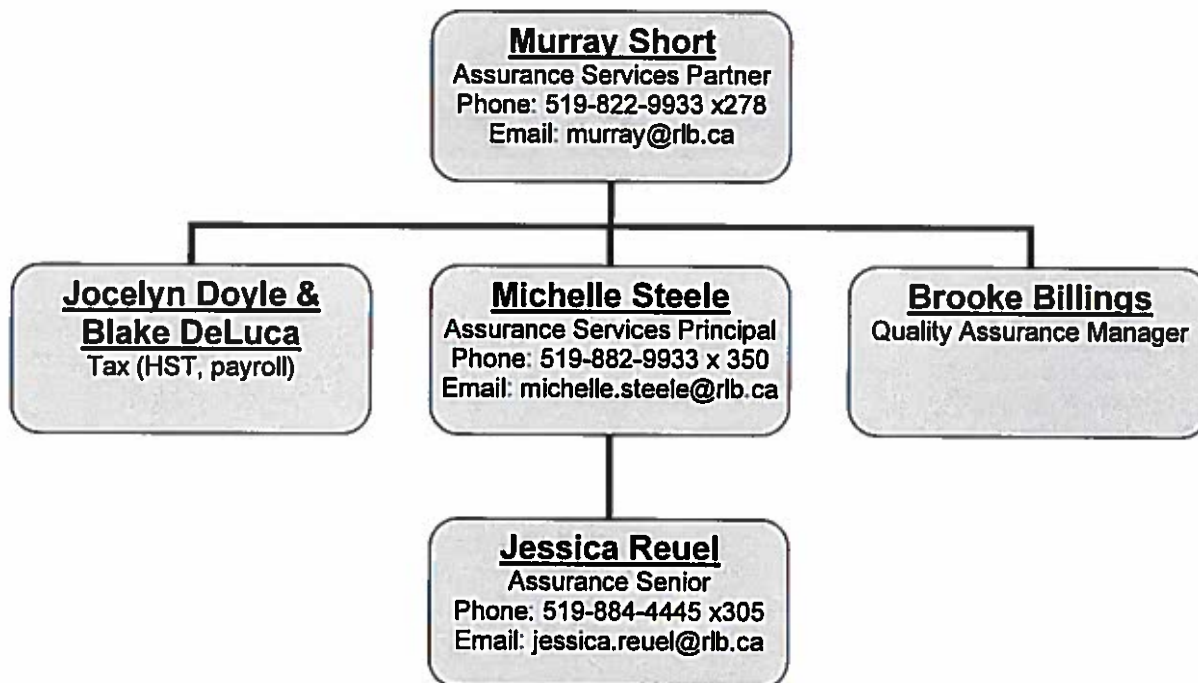 Murray Short
Assurance Services Partner
Phone: 519-822-9933 x278
Email: murray@rlb.ca
Jocelyn Doyle &
Blake DeLuca
Tax (HST, payroll)
Michelle Steele
Assurance Services Principal
Phone: 519-882-9933 x 350
Email: michelle.steele@rlb.ca
Brooke Billings
Quality Assurance Manager
Jessica Reuel
Assurance Senior
Phone: 519-884-4445 x305
Email: jessica.reuel@rlb.ca